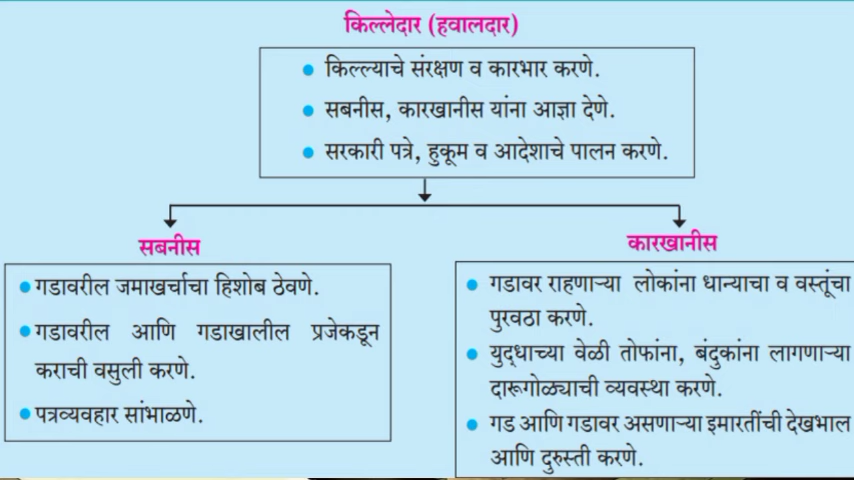 किल्लेदार (हवालदार)
● किल्ल्याचे संरक्षण व कारभार करणे.
● सबनीस, कारखानीस यांना आज्ञा देणे.
● सरकारी पत्रे, हुकूम व आदेशाचे पालन करणे.
सबनीस
● गडावरील जमाखर्चाचा हिशोब ठेवणे.
● गडावरील आणि गडाखालील प्रजेकडून
कराची वसुली करणे.
● पत्रव्यवहार सांभाळणे.
कारखानीस
● गडावर राहणाऱ्या लोकांना धान्याचा व वस्तूंचा
पुरवठा करणे.
● युद्धाच्या वेळी तोफांना, बंदुकांना लागणाऱ्या
दारूगोळ्याची व्यवस्था करणे.
● गड आणि गडावर असणाऱ्या इमारतींची देखभाल
आणि दुरुस्ती करणे.